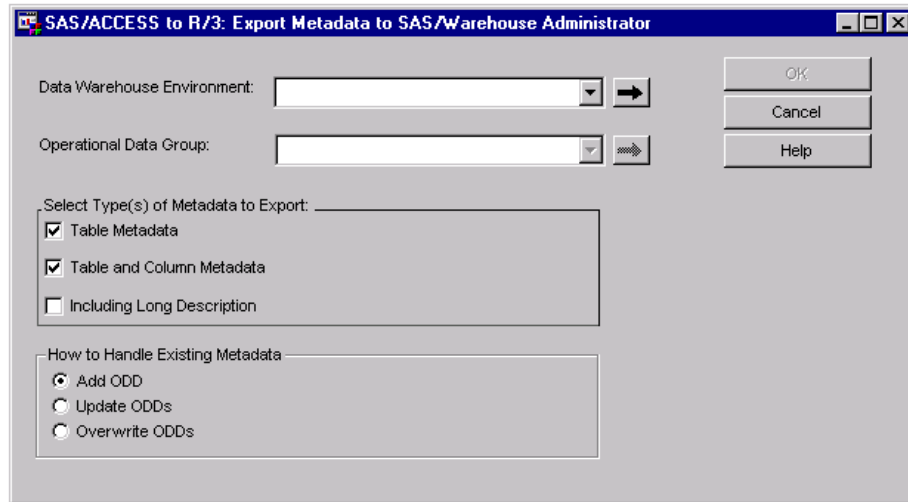 SAS/ACCESS to R/3: Export Metadata to SAS/Warehouse Administrator
Data Warehouse Environment:
OK
Cancel
Operational Data Group:
Help
Select Type(s) of Metadata to Export:
Table Metadata
Table and Column Metadata
Including Long Description
How to Handle Existing Metadata
Add ODD
Update ODDs
Overwrite ODDs